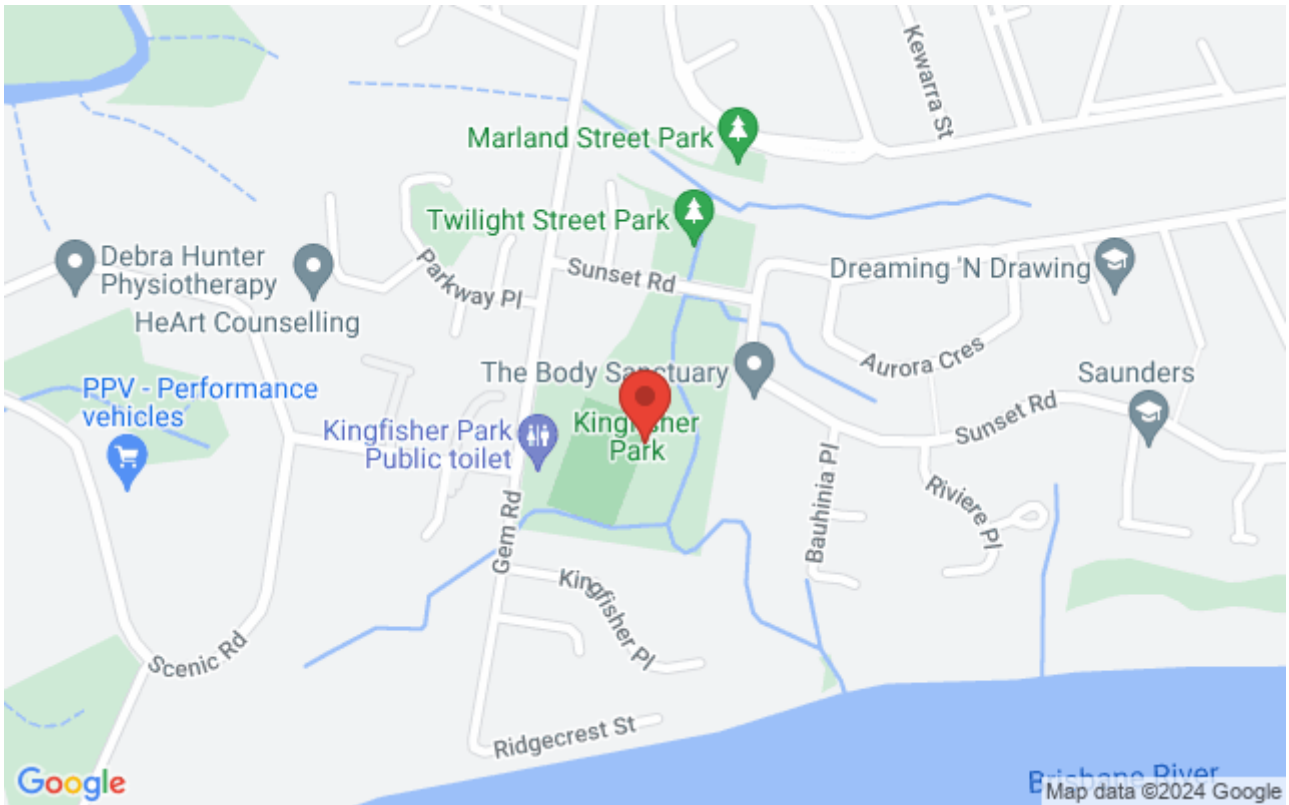 Kewarra St
Marland Street Park
Twilight Street Park
Debra Hunter
Physiotherapy
HeArt Counselling
Parkway Pl
Sunset Rd
Dreaming 'N Drawing
Aurora Cres
The Body Sanctuary
Saunders
PPV - Performance
vehicles
Kingfisher Park
Public toilet
Kingfisher
Park
Sunset Rd
Bauhinia Pl
Riviere Pl
Gem Rd
Kingfisher Pl
Scenic Rd
Ridgecrest St
Brisbane River
Google
Map data ©2024 Google